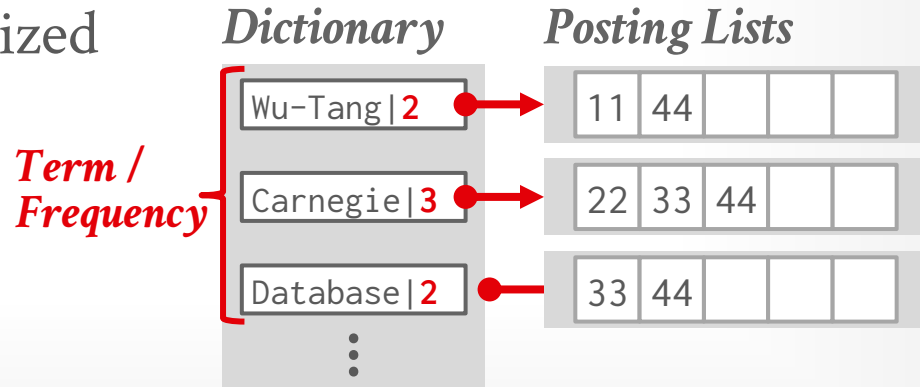 ized
Dictionary
Posting Lists
Term /
Frequency
Wu-Tang|2
11 44
Carnegie|3
22 33 44
Database|2
33 44